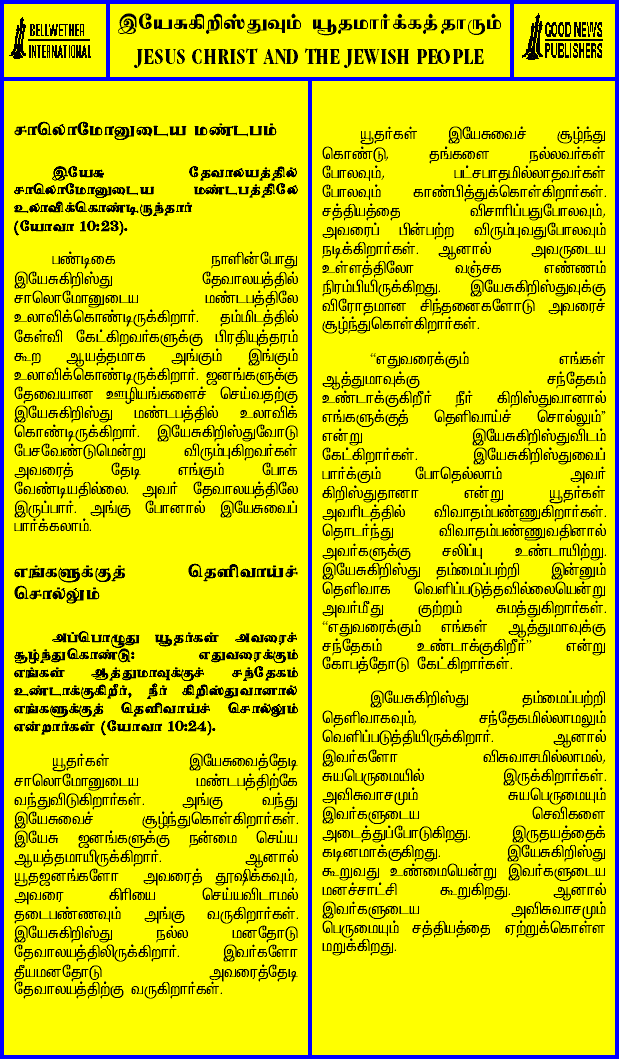 BELLWETHER
INTERNATIONAL
இயேசுகிறிஸ்துவும் யூதமார்க்கத்தாரும்
JESUS CHRIST AND THE JEWISH PEOPLE
GOOD NEWS
PUBLISHERS
சாலொமோனுடைய மண்டபம்
இயேசு தேவாலயத்தில்
சாலொமோனுடைய மண்டபத்திலே
உலாவிக்கொண்டிருந்தார்
(யோவா 10:23).
பண்டிகை நாளின்போது
இயேசுகிறிஸ்து தேவாலயத்தில்
சாலொமோனுடைய மண்டபத்திலே
உலாவிக்கொண்டிருக்கிறார். தம்மிடத்தில்
கேள்வி கேட்கிறவர்களுக்கு பிரதியுத்தரம்
கூற ஆயத்தமாக அங்கும் இங்கும்
உலாவிக்கொண்டிருக்கிறார். ஜனங்களுக்கு
தேவையான ஊழியங்களைச் செய்வதற்கு
இயேசுகிறிஸ்து மண்டபத்தில் உலாவிக்
கொண்டிருக்கிறார். இயேசுகிறிஸ்துவோடு
பேசவேண்டுமென்று விரும்புகிறவர்கள்
அவரைத் தேடி எங்கும் போக
வேண்டியதில்லை. அவர் தேவாலயத்திலே
இருப்பார். அங்கு போனால் இயேசுவைப்
பார்க்கலாம்.
எங்களுக்குத் தெளிவாய்ச்
சொல்லும்
அப்பொழுது யூதர்கள் அவரைச்
சூழ்ந்துகொண்டு: எதுவரைக்கும்
எங்கள் ஆத்துமாவுக்குச் சந்தேகம்
உண்டாக்குகிறீர், நீர் கிறிஸ்துவானால்
எங்களுக்குத் தெளிவாய்ச் சொல்லும்
என்றார்கள் (யோவா 10:24).
யூதர்கள் இயேசுவைத்தேடி
சாலொமோனுடைய மண்டபத்திற்கே
வந்துவிடுகிறார்கள். அங்கு வந்து
இயேசுவைச் சூழ்ந்துகொள்கிறார்கள்.
இயேசு ஜனங்களுக்கு நன்மை செய்ய
ஆயத்தமாயிருக்கிறார். ஆனால்
யூதஜனங்களோ அவரைத் தூஷிக்கவும்,
அவரை கிரியை செய்யவிடாமல்
தடைபண்ணவும் அங்கு வருகிறார்கள்.
இயேசுகிறிஸ்து நல்ல மனதோடு
தேவாலயத்திலிருக்கிறார். இவர்களோ
தீயமனதோடு அவரைத்தேடி
தேவாலயத்திற்கு வருகிறார்கள்.
யூதர்கள் இயேசுவைச் சூழ்ந்து
கொண்டு, தங்களை நல்லவர்கள்
போலவும், பட்சபாதமில்லாதவர்கள்
போலவும் காண்பித்துக்கொள்கிறார்கள்.
சத்தியத்தை விசாரிப்பதுபோலவும்,
அவரைப் பின்பற்ற விரும்புவதுபோலவும்
நடிக்கிறார்கள். ஆனால் அவருடைய
உள்ளத்திலோ வஞ்சக எண்ணம்
நிரம்பியிருக்கிறது. இயேசுகிறிஸ்துவுக்கு
விரோதமான சிந்தனைகளோடு அவரைச்
சூழ்ந்துகொள்கிறார்கள்.
“எதுவரைக்கும் எங்கள்
ஆத்துமாவுக்கு சந்தேகம்
உண்டாக்குகிறீர் நீர் கிறிஸ்துவானால்
எங்களுக்குத் தெளிவாய்ச் சொல்லும்”
என்று இயேசுகிறிஸ்துவிடம்
கேட்கிறார்கள். இயேசுகிறிஸ்துவைப்
பார்க்கும் போதெல்லாம் அவர்
கிறிஸ்துதானா என்று யூதர்கள்
அவரிடத்தில் விவாதம்பண்ணுகிறார்கள்.
தொடர்ந்து விவாதம்பண்ணுவதினால்
அவர்களுக்கு சலிப்பு உண்டாயிற்று.
இயேசுகிறிஸ்து தம்மைப்பற்றி இன்னும்
தெளிவாக வெளிப்படுத்தவில்லையென்று
அவர்மீது குற்றம் சுமத்துகிறார்கள்.
“எதுவரைக்கும் எங்கள் ஆத்துமாவுக்கு
சந்தேகம் உண்டாக்குகிறீர்” என்று
கோபத்தோடு கேட்கிறார்கள்.
இயேசுகிறிஸ்து தம்மைப்பற்றி
தெளிவாகவும், சந்தேகமில்லாமலும்
வெளிப்படுத்தியிருக்கிறார். ஆனால்
இவர்களோ விசுவாசமில்லாமல்,
சுயபெருமையில் இருக்கிறார்கள்.
அவிசுவாசமும் சுயபெருமையும்
இவர்களுடைய செவிகளை
அடைத்துப்போடுகிறது. இருதயத்தைக்
கடினமாக்குகிறது. இயேசுகிறிஸ்து
கூறுவது உண்மையென்று இவர்களுடைய
மனச்சாட்சி கூறுகிறது. ஆனால்
இவர்களுடைய அவிசுவாசமும்
பெருமையும் சத்தியத்தை ஏற்றுக்கொள்ள
மறுக்கிறது.